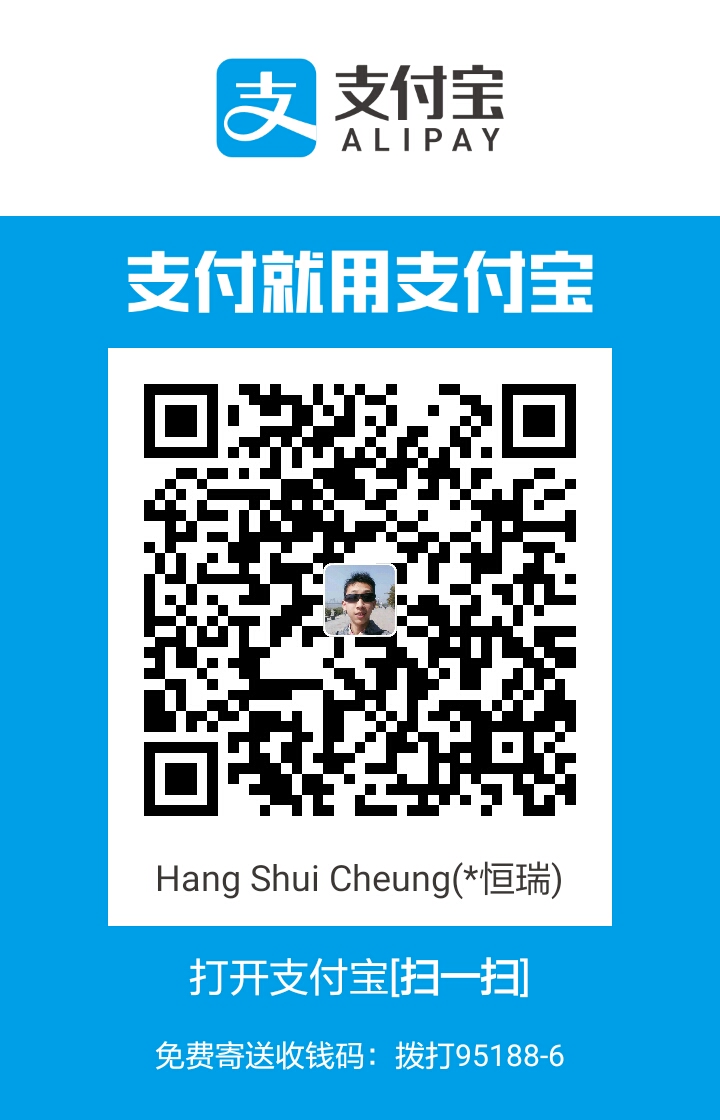 支付宝
ALIPAY
支付就用支付宝
Hang Shui Cheung(*恒瑞)
打开支付宝[扫一扫]
免费寄送收钱码：拨打95188-6